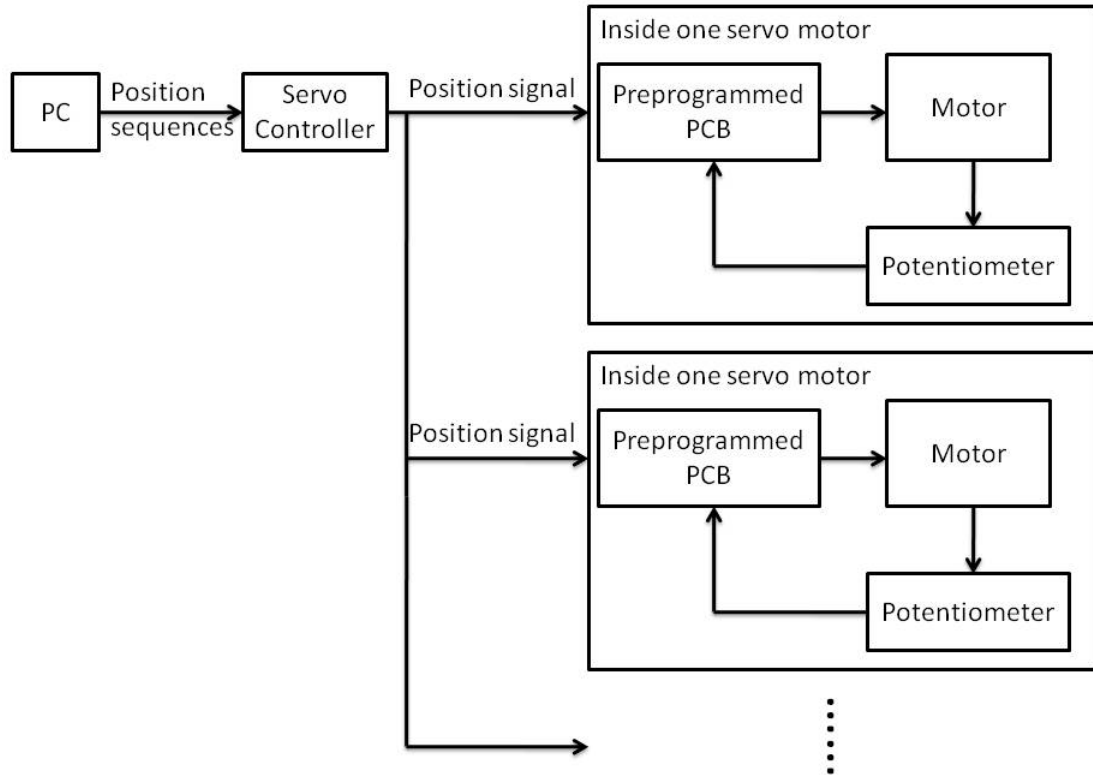 PC
Position
sequences
Servo
Controller
Position signal
Inside one servo motor
Preprogrammed
PCB
Motor
Potentiometer
Position signal
Inside one servo motor
Preprogrammed
PCB
Motor
Potentiometer